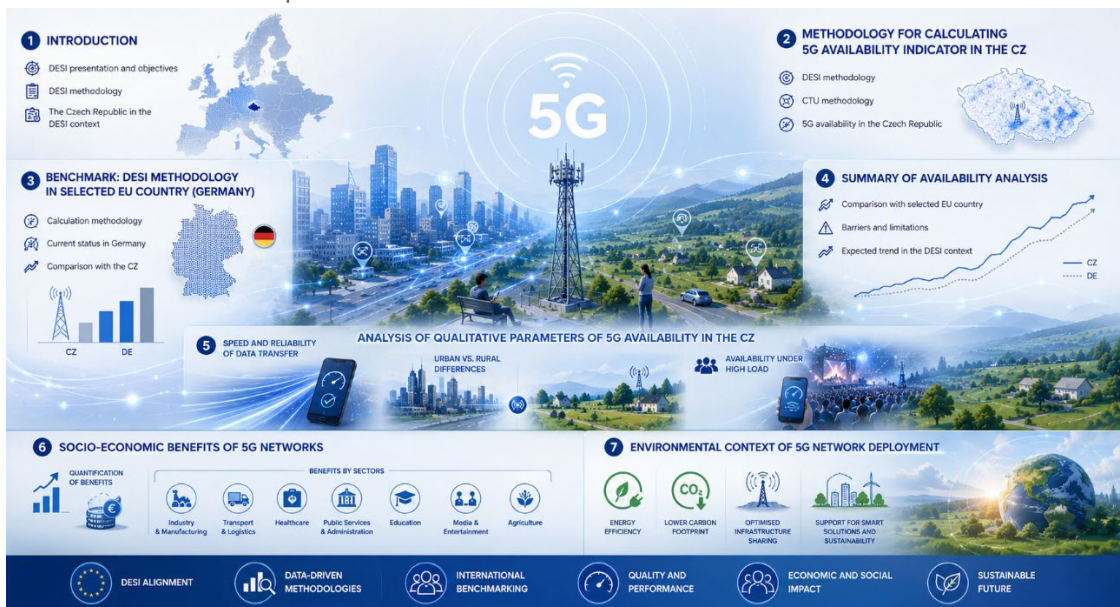 1 INTRODUCTION
DESI presentation and objectives
DESI methodology
The Czech Republic in the
DESI context
5G
2 METHODOLOGY FOR CALCULATING
5G AVAILABILITY INDICATOR IN THE CZ
DESI methodology
CTU methodology
5G availability in the Czech Republic
3 BENCHMARK: DESI METHODOLOGY
IN SELECTED EU COUNTRY (GERMANY)
Calculation methodology
Current status in Germany
Comparison with the CZ
CZ DE
4 SUMMARY OF AVAILABILITY ANALYSIS
Comparison with selected EU country
Barriers and limitations
Expected trend in the DESI context
CZ
DE
ANALYSIS OF QUALITATIVE PARAMETERS OF 5G AVAILABILITY IN THE CZ
5 SPEED AND RELIABILITY
OF DATA TRANSFER
URBAN VS. RURAL
DIFFERENCES
AVAILABILITY UNDER
HIGH LOAD
6 SOCIO-ECONOMIC BENEFITS OF 5G NETWORKS
QUANTIFICATION
OF BENEFITS
€
BENEFITS BY SECTORS
Industry
& Manufacturing
Transport
& Logistics
Healthcare
Public Services
& Administration
Education
Media &
Entertainment
Agriculture
7 ENVIRONMENTAL CONTEXT OF 5G NETWORK DEPLOYMENT
ENERGY
EFFICIENCY
CO₂
LOWER CARBON
FOOTPRINT
OPTIMISED
INFRASTRUCTURE
SHARING
SUPPORT FOR SMART
SOLUTIONS AND
SUSTAINABILITY
DESI ALIGNMENT
DATA-DRIVEN
METHODOLOGIES
INTERNATIONAL
BENCHMARKING
QUALITY AND
PERFORMANCE
ECONOMIC AND SOCIAL
IMPACT
SUSTAINABLE
FUTURE